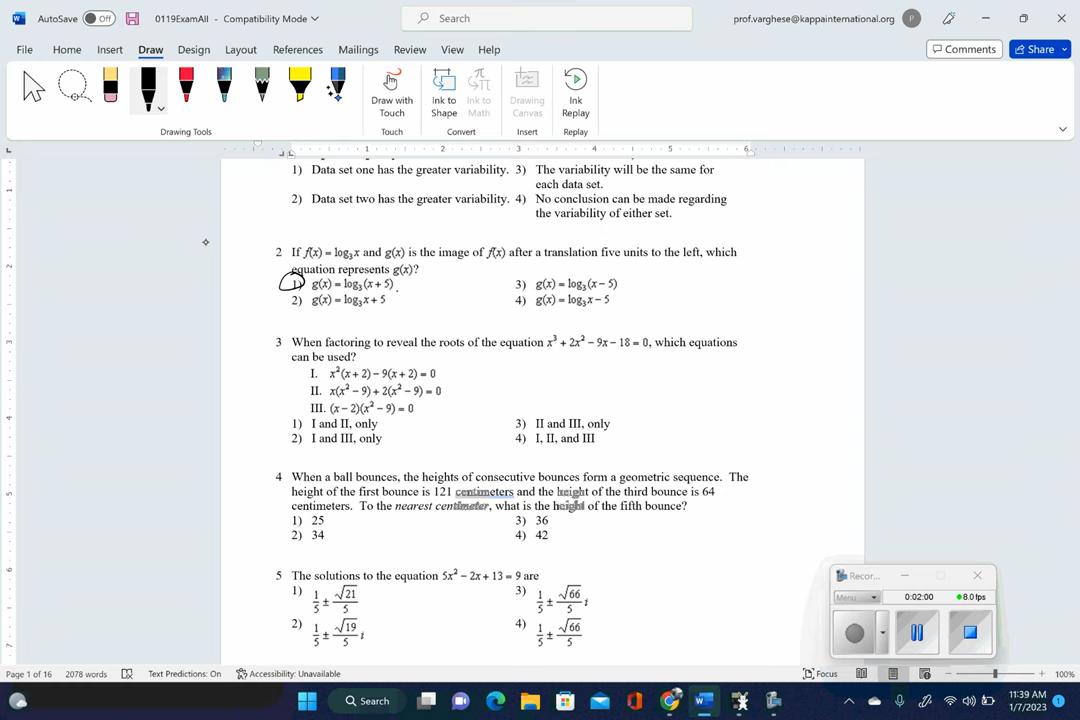 AutoSave Off 0119ExamAII - Compatibility Mode Search prof.varghese@kappainternational.org P
File Home Insert Draw Design Layout References Mailings Review View Help Comments Share
Draw with Touch
Ink to Shape
Ink to Math
Drawing Canvas
Ink Replay
Drawing Tools Touch Convert Insert Replay
1 2 3 4 5 6
1) Data set one has the greater variability. 3) The variability will be the same for
each data set.
2) Data set two has the greater variability. 4) No conclusion can be made regarding
the variability of either set.
2 If f(x) = log₃x and g(x) is the image of f(x) after a translation five units to the left, which
equation represents g(x)?
1) g(x) = log₃(x + 5) 3) g(x) = log₃(x − 5)
2) g(x) = log₃x + 5 4) g(x) = log₃x − 5
3 When factoring to reveal the roots of the equation x³ + 2x² − 9x − 18 = 0, which equations
can be used?
I. x²(x + 2) − 9(x + 2) = 0
II. x(x² − 9) + 2(x² − 9) = 0
III. (x − 2)(x² − 9) = 0
1) I and II, only 3) II and III, only
2) I and III, only 4) I, II, and III
4 When a ball bounces, the heights of consecutive bounces form a geometric sequence. The
height of the first bounce is 121 centimeters and the height of the third bounce is 64
centimeters. To the nearest centimeter, what is the height of the fifth bounce?
1) 25 3) 36
2) 34 4) 42
5 The solutions to the equation 5x² − 2x + 13 = 9 are
1) 1/5 ± √21/5 3) 1/5 ± √66/5 i
2) 1/5 ± √19/5 i 4) 1/5 ± √66/5
Recor...
Menu 0:02:00 8.0 fps
Page 1 of 16 2078 words Text Predictions: On Accessibility: Unavailable Focus 100%
Search 11:39 AM
1/7/2023